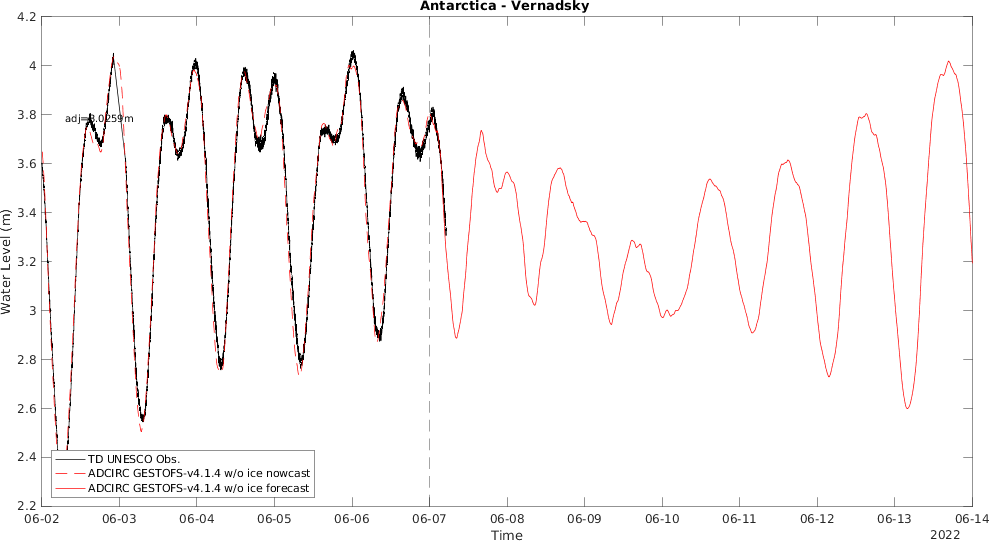 Antarctica - Vernadsky
4.2
4
3.8
3.6
3.4
3.2
3
2.8
2.6
2.4
2.2
Water Level (m)
adj=3.0259m
TD UNESCO Obs.
ADCIRC GESTOFS-v4.1.4 w/o ice nowcast
ADCIRC GESTOFS-v4.1.4 w/o ice forecast
06-02 06-03 06-04 06-05 06-06 06-07 06-08 06-09 06-10 06-11 06-12 06-13 06-14
Time
2022